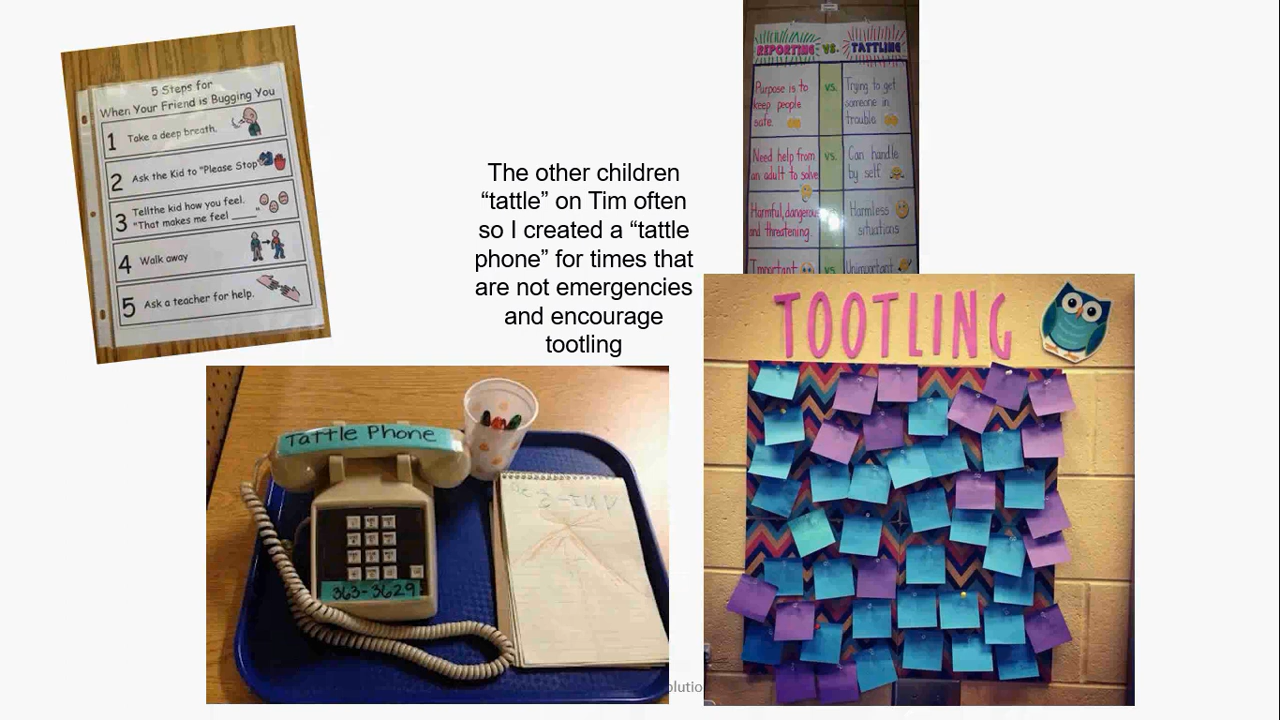 5 Steps for
When Your Friend is Bugging You
1 Take a deep breath.
2 Ask the Kid to "Please Stop
3 Tell the kid how you feel.
"That makes me feel ____"
4 Walk away
5 Ask a teacher for help.
The other children
“tattle” on Tim often
so I created a “tattle
phone” for times that
are not emergencies
and encourage
tootling
REPORTING VS. TATTLING
Purpose is to
keep people
safe.
vs.
Trying to get
someone in
trouble
Need help from
an adult to solve
vs.
Can handle
by self
Harmful, dangerous
and threatening.
Harmless
situations
Important vs. Unimportant
Tattle Phone
363-3629
TOOTLING